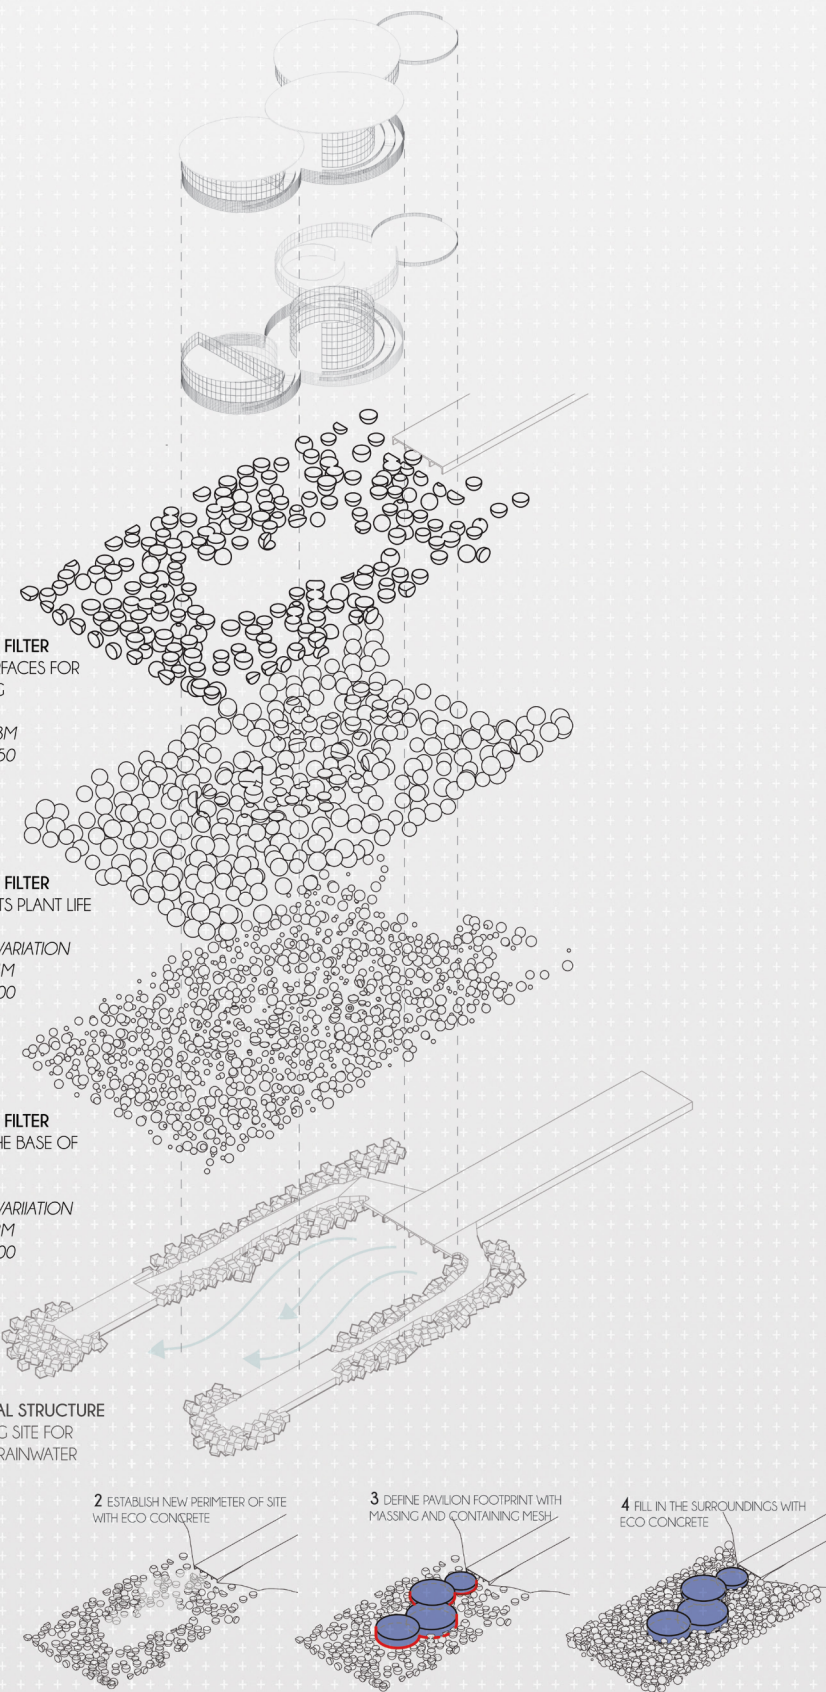 FILTER
RFACES FOR
G
3M
50
FILTER
TS PLANT LIFE
VARIATION
M
00
FILTER
HE BASE OF
VARIIATION
M
00
AL STRUCTURE
G SITE FOR
RAINWATER
2 ESTABLISH NEW PERIMETER OF SITE
WITH ECO CONCRETE
3 DEFINE PAVILION FOOTPRINT WITH
MASSING AND CONTAINING MESH
4 FILL IN THE SURROUNDINGS WITH
ECO CONCRETE